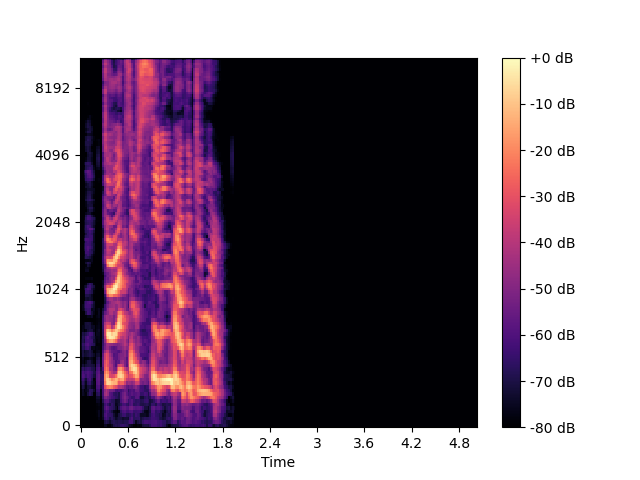 8192
4096
2048
1024
512
0
Hz
0 0.6 1.2 1.8 2.4 3 3.6 4.2 4.8
Time
+0 dB
-10 dB
-20 dB
-30 dB
-40 dB
-50 dB
-60 dB
-70 dB
-80 dB